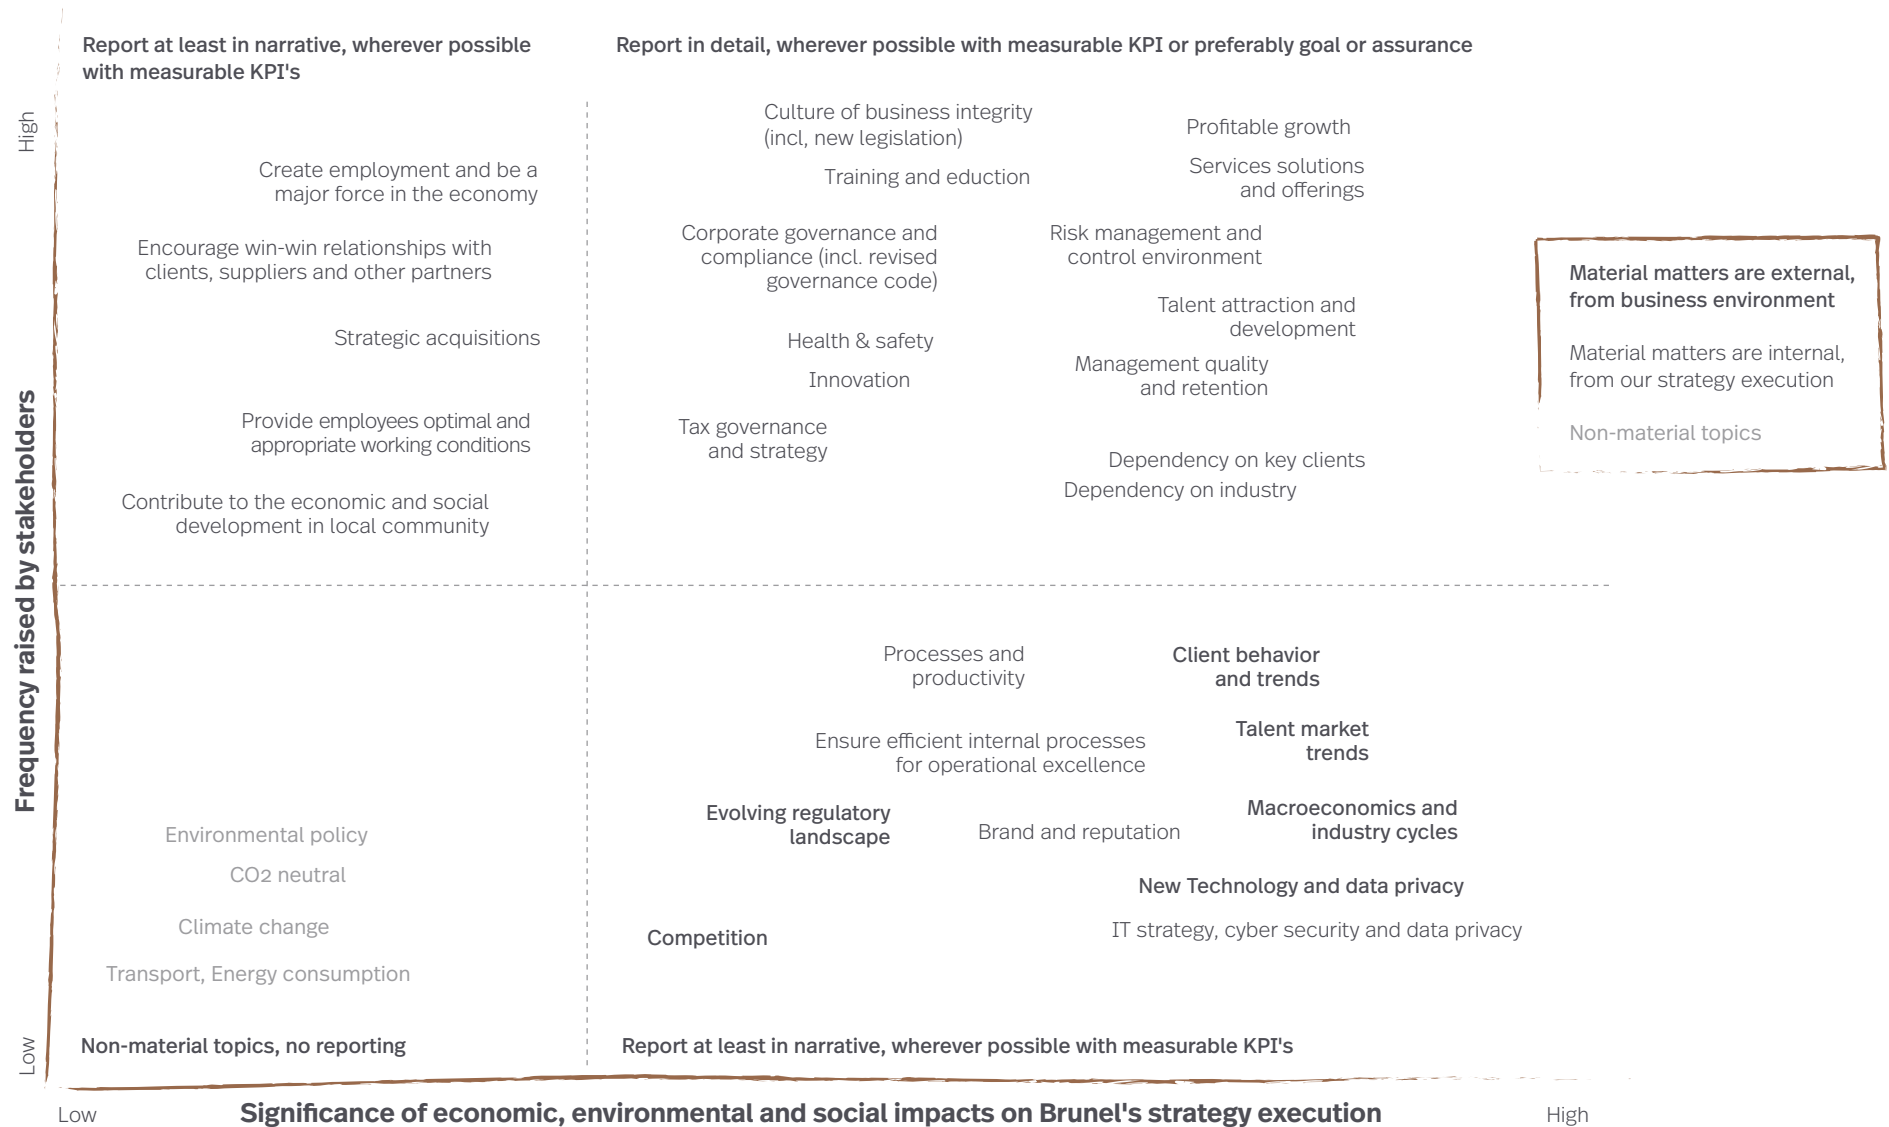 Report at least in narrative, wherever possible
with measurable KPI's
Report in detail, wherever possible with measurable KPI or preferably goal or assurance
High
Frequency raised by stakeholders
Low
Create employment and be a
major force in the economy
Encourage win-win relationships with
clients, suppliers and other partners
Strategic acquisitions
Provide employees optimal and
appropriate working conditions
Contribute to the economic and social
development in local community
Culture of business integrity
(incl, new legislation)
Training and eduction
Corporate governance and
compliance (incl. revised
governance code)
Health & safety
Innovation
Tax governance
and strategy
Profitable growth
Services solutions
and offerings
Risk management and
control environment
Talent attraction and
development
Management quality
and retention
Dependency on key clients
Dependency on industry
Material matters are external,
from business environment
Material matters are internal,
from our strategy execution
Non-material topics
Environmental policy
CO2 neutral
Climate change
Transport, Energy consumption
Non-material topics, no reporting
Processes and
productivity
Client behavior
and trends
Ensure efficient internal processes
for operational excellence
Talent market
trends
Evolving regulatory
landscape
Brand and reputation
Macroeconomics and
industry cycles
New Technology and data privacy
Competition
IT strategy, cyber security and data privacy
Report at least in narrative, wherever possible with measurable KPI's
Low
Significance of economic, environmental and social impacts on Brunel's strategy execution
High